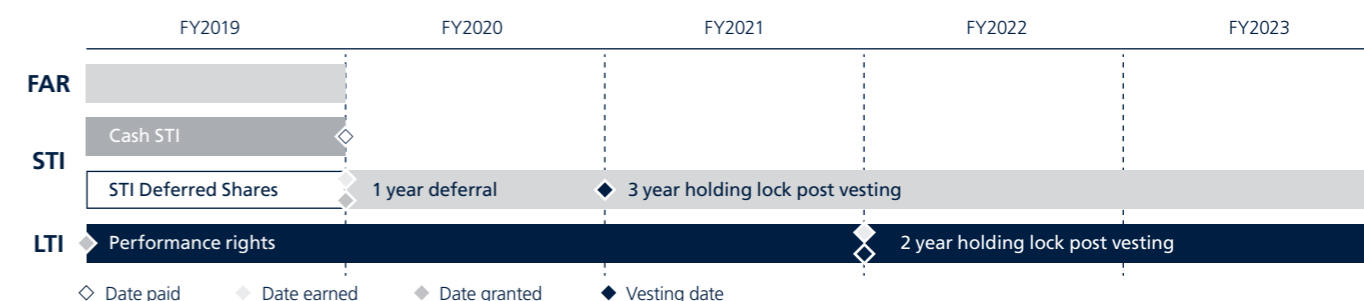 FY2019 FY2020 FY2021 FY2022 FY2023
FAR
Cash STI
STI
STI Deferred Shares 1 year deferral 3 year holding lock post vesting
LTI Performance rights 2 year holding lock post vesting
Date paid Date earned Date granted Vesting date